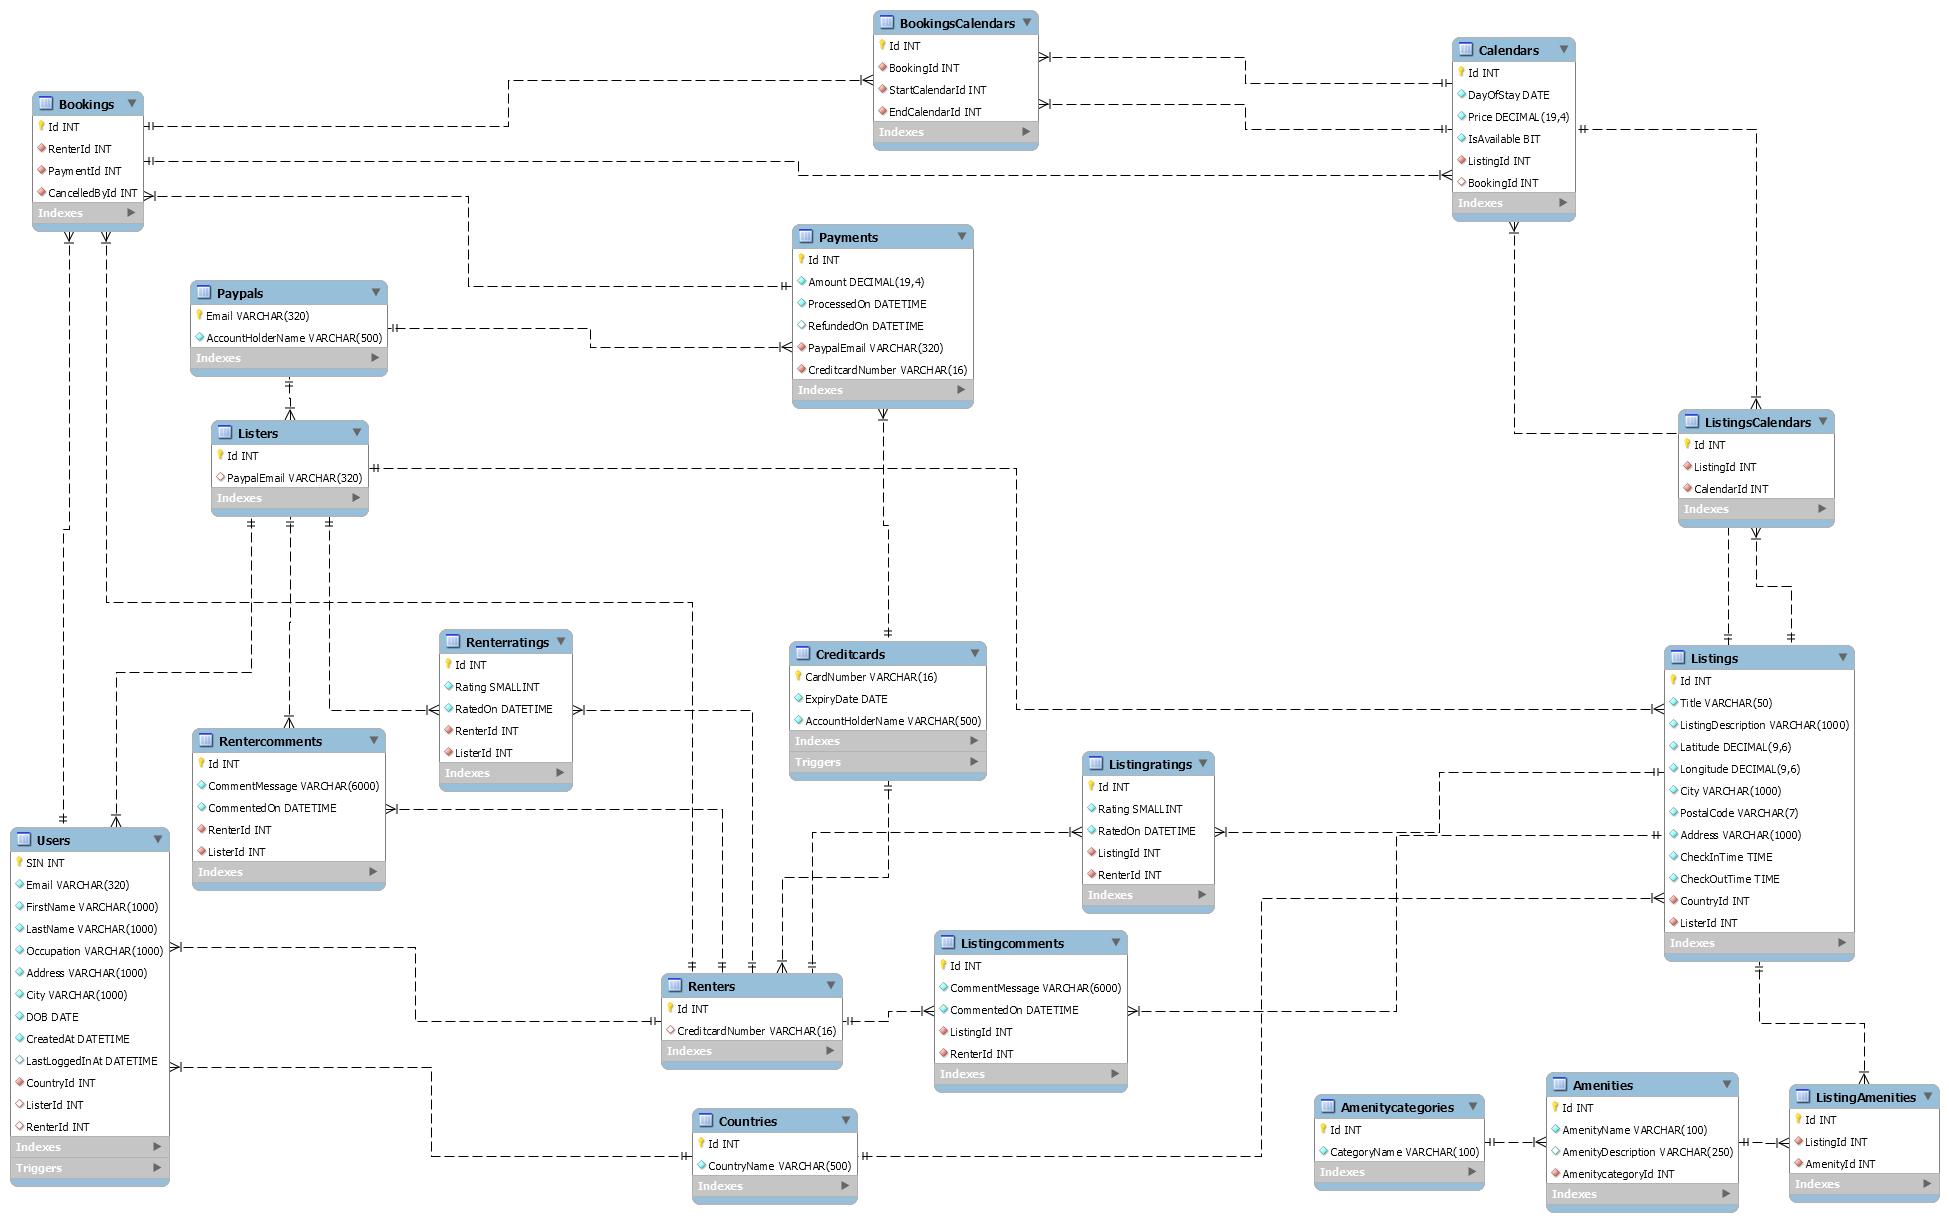 BookingsCalendars
Id INT
BookingId INT
StartCalendarId INT
EndCalendarId INT
Indexes
Calendars
Id INT
DayOfStay DATE
Price DECIMAL(19,4)
IsAvailable BIT
ListingId INT
BookingId INT
Indexes
Bookings
Id INT
RenterId INT
PaymentId INT
CancelledById INT
Indexes
Payments
Id INT
Amount DECIMAL(19,4)
ProcessedOn DATETIME
RefundedOn DATETIME
PaypalEmail VARCHAR(320)
CreditcardNumber VARCHAR(16)
Indexes
Paypals
Email VARCHAR(320)
AccountHolderName VARCHAR(500)
Indexes
Listers
Id INT
PaypalEmail VARCHAR(320)
Indexes
ListingsCalendars
Id INT
ListingId INT
CalendarId INT
Indexes
Renterratings
Id INT
Rating SMALLINT
RatedOn DATETIME
RenterId INT
ListerId INT
Indexes
Creditcards
CardNumber VARCHAR(16)
ExpiryDate DATE
AccountHolderName VARCHAR(500)
Indexes
Triggers
Listings
Id INT
Title VARCHAR(50)
ListingDescription VARCHAR(1000)
Latitude DECIMAL(9,6)
Longitude DECIMAL(9,6)
City VARCHAR(1000)
PostalCode VARCHAR(7)
Address VARCHAR(1000)
CheckInTime TIME
CheckOutTime TIME
CountryId INT
ListerId INT
Indexes
Rentercomments
Id INT
CommentMessage VARCHAR(6000)
CommentedOn DATETIME
RenterId INT
ListerId INT
Indexes
Listingratings
Id INT
Rating SMALLINT
RatedOn DATETIME
ListingId INT
RenterId INT
Indexes
Users
SIN INT
Email VARCHAR(320)
FirstName VARCHAR(1000)
LastName VARCHAR(1000)
Occupation VARCHAR(1000)
Address VARCHAR(1000)
City VARCHAR(1000)
DOB DATE
CreatedAt DATETIME
LastLoggedInAt DATETIME
CountryId INT
ListerId INT
RenterId INT
Indexes
Triggers
Listingcomments
Id INT
CommentMessage VARCHAR(6000)
CommentedOn DATETIME
ListingId INT
RenterId INT
Indexes
Renters
Id INT
CreditcardNumber VARCHAR(16)
Indexes
Countries
Id INT
CountryName VARCHAR(500)
Indexes
Amenitycategories
Id INT
CategoryName VARCHAR(100)
Indexes
Amenities
Id INT
AmenityName VARCHAR(100)
AmenityDescription VARCHAR(250)
AmenitycategoryId INT
Indexes
ListingAmenities
Id INT
ListingId INT
AmenityId INT
Indexes